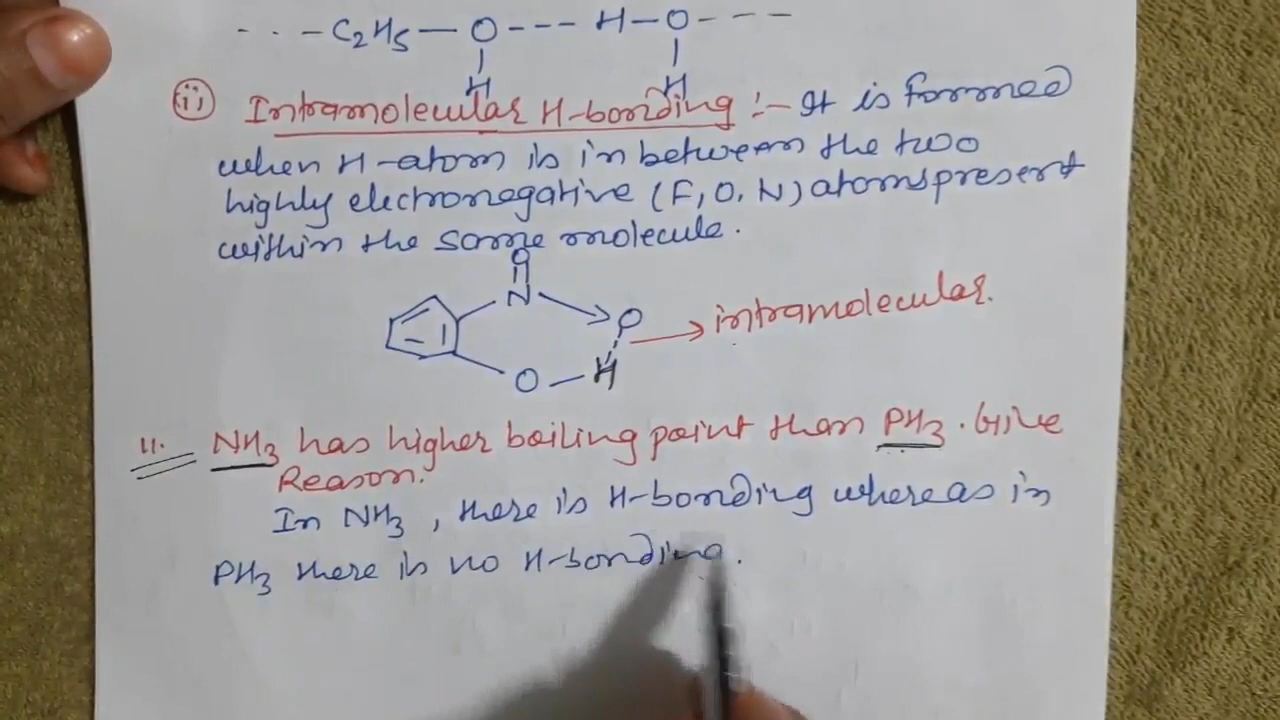 ---C2H5—O---H—O---
H H
(ii) Intramolecular H-bonding :- It is formed
when H-atom is in between the two
highly electronegative (F, O, N) atoms present
within the same molecule.
O
N
O
intramolecular.
O—H
11. NH3 has higher boiling point than PH3. Give
Reason.
In NH3, there is H-bonding whereas in
PH3 there is no H-bonding.